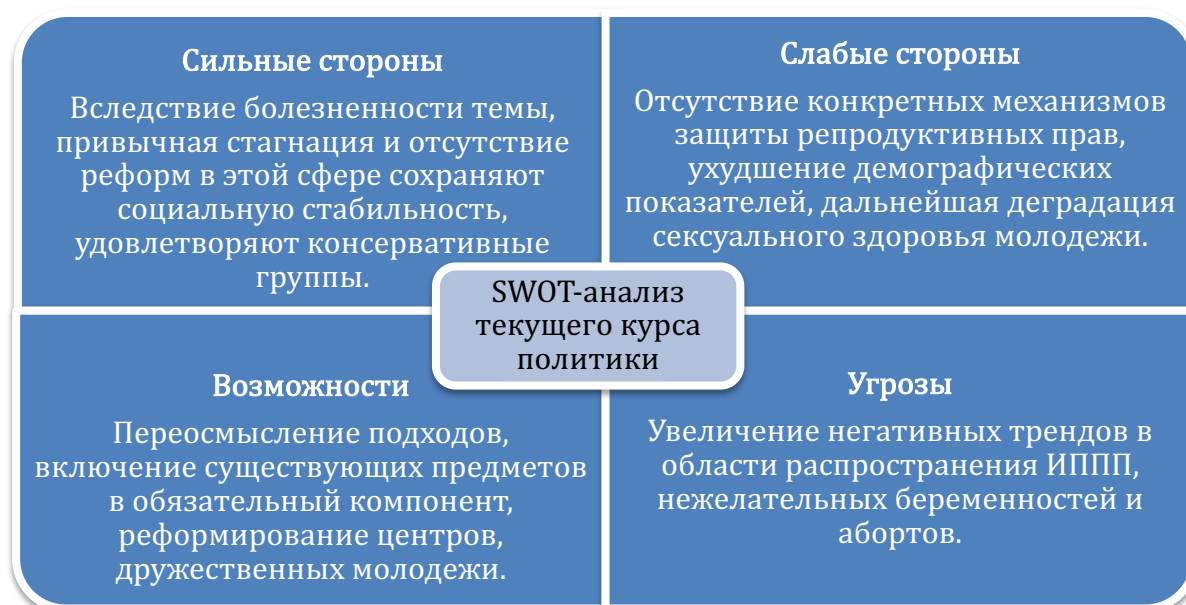 Сильные стороны
Вследствие болезненности темы,
привычная стагнация и отсутствие
реформ в этой сфере сохраняют
социальную стабильность,
удовлетворяют консервативные
группы.
Слабые стороны
Отсутствие конкретных механизмов
защиты репродуктивных прав,
ухудшение демографических
показателей, дальнейшая деградация
сексуального здоровья молодежи.
SWOT-анализ
текущего курса
политики
Возможности
Переосмысление подходов,
включение существующих предметов
в обязательный компонент,
реформирование центров,
дружественных молодежи.
Угрозы
Увеличение негативных трендов в
области распространения ИППП,
нежелательных беременностей и
абортов.